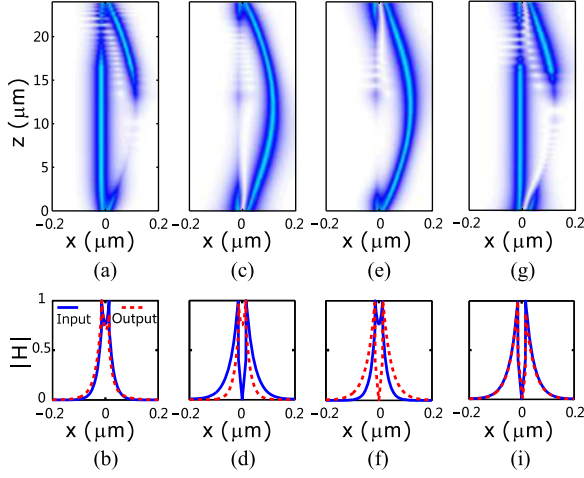 z (μm)
20
15
10
5
0
−0.2 0 0.2
−0.2 0 0.2
−0.2 0 0.2
−0.2 0 0.2
x (μm) x (μm) x (μm) x (μm)
(a) (c) (e) (g)
|H|
1
0.5
0
Input Output
−0.2 0 0.2
−0.2 0 0.2
−0.2 0 0.2
−0.2 0 0.2
x (μm) x (μm) x (μm) x (μm)
(b) (d) (f) (i)